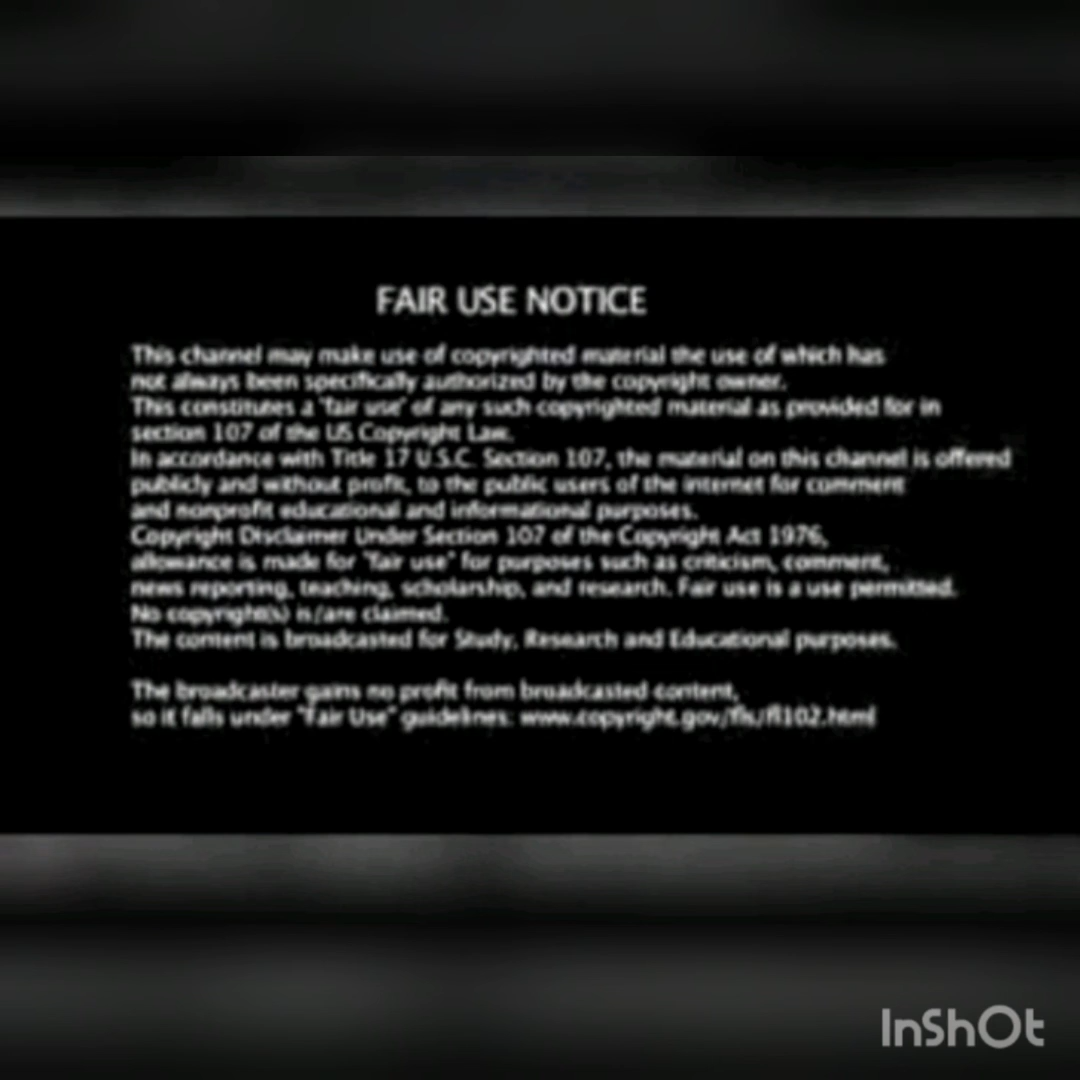 FAIR USE NOTICE
This channel may make use of copyrighted material the use of which has
not always been specifically authorized by the copyright owner.
This constitutes a 'fair use' of any such copyrighted material as provided for in
section 107 of the US Copyright Law.
In accordance with Title 17 U.S.C. Section 107, the material on this channel is offered
publicly and without profit, to the public users of the internet for comment
and nonprofit educational and informational purposes.
Copyright Disclaimer Under Section 107 of the Copyright Act 1976,
allowance is made for "fair use" for purposes such as criticism, comment,
news reporting, teaching, scholarship, and research. Fair use is a use permitted.
No copyright(s) is/are claimed.
The content is broadcasted for Study, Research and Educational purposes.
The broadcaster gains no profit from broadcasted content,
so it falls under "Fair Use" guidelines: www.copyright.gov/fls/fl102.html
InShOt